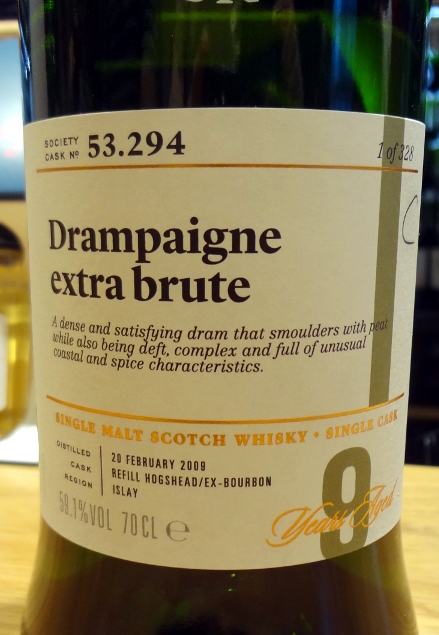 SOCIETY
CASK Nº 53.294
1 of 328
Drampaigne
extra brute
A dense and satisfying dram that smoulders with peat
while also being deft, complex and full of unusual
coastal and spice characteristics.
SINGLE MALT SCOTCH WHISKY • SINGLE CASK
DISTILLED 20 FEBRUARY 2009
CASK REFILL HOGSHEAD/EX-BOURBON
REGION ISLAY
59.1%VOL 70CL ℮
8
Years Aged